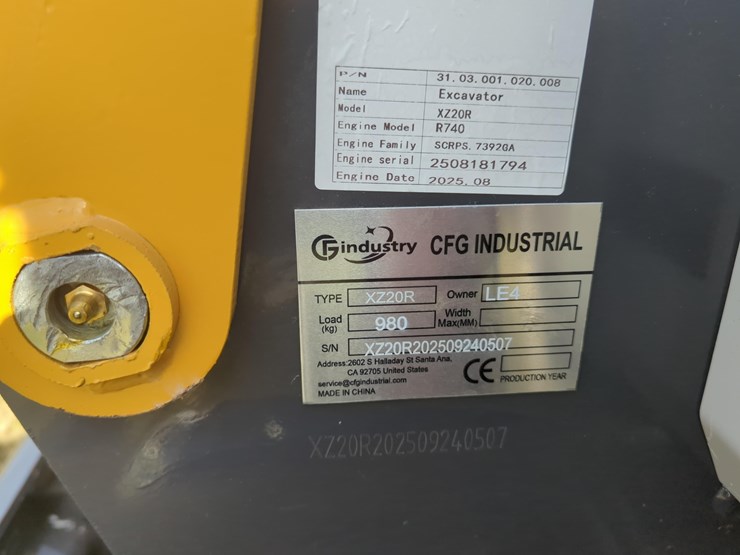 P/N 31.03.001.020.008
Name Excavator
Model XZ20R
Engine Model R740
Engine Family SCRPS.7392GA
Engine serial 2508181794
Engine Date 2025.08
CFG industry CFG INDUSTRIAL
TYPE XZ20R Owner LE4
Load (kg) 980 Width Max(MM)
S/N XZ20R202509240507
Address:2602 S Halladay St Santa Ana,
CA 92705 United States
service@cfgindustrial.com
MADE IN CHINA
CE PRODUCTION YEAR
XZ20R202509240507